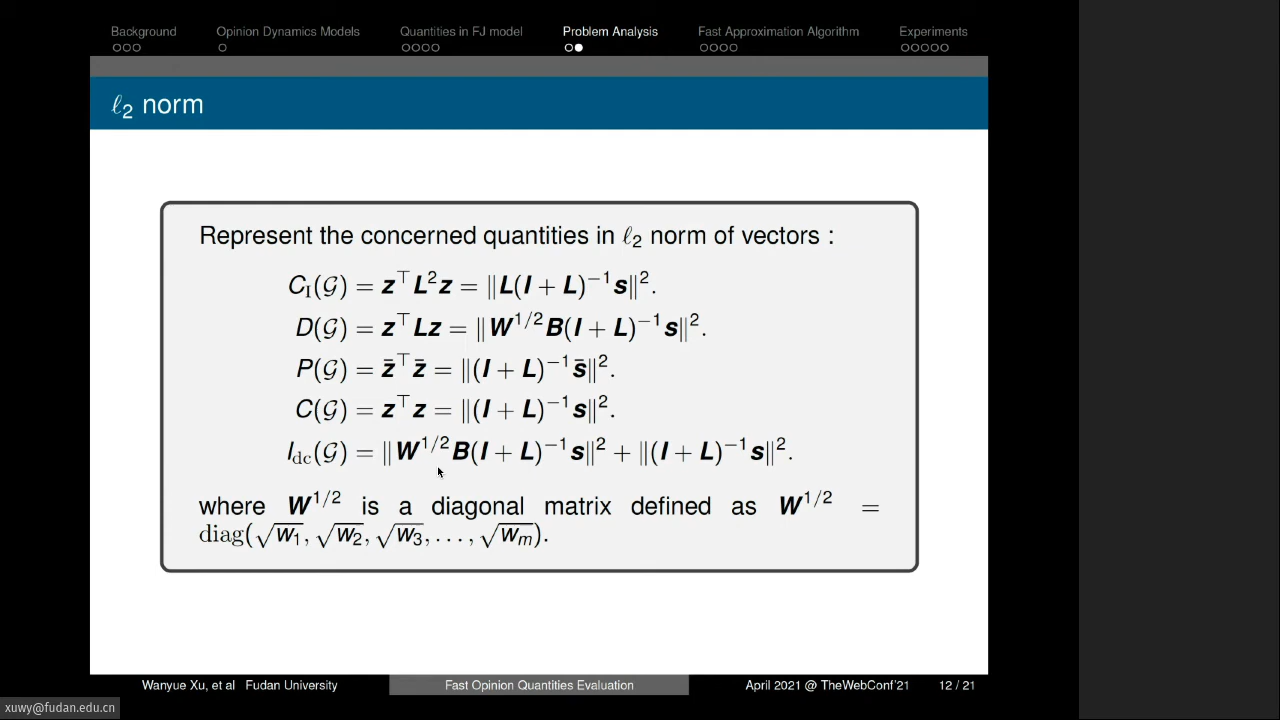 Background Opinion Dynamics Models Quantities in FJ model Problem Analysis Fast Approximation Algorithm Experiments
ℓ₂ norm
Represent the concerned quantities in ℓ₂ norm of vectors :
C_I(𝒢) = z⊤L²z = ‖L(I + L)⁻¹s‖².
D(𝒢) = z⊤Lz = ‖W^{1/2}B(I + L)⁻¹s‖².
P(𝒢) = z̄⊤z̄ = ‖(I + L)⁻¹s̄‖².
C(𝒢) = z⊤z = ‖(I + L)⁻¹s‖².
I_dc(𝒢) = ‖W^{1/2}B(I + L)⁻¹s‖² + ‖(I + L)⁻¹s‖².
where W^{1/2} is a diagonal matrix defined as W^{1/2} =
diag(√w₁, √w₂, √w₃, . . . , √w_m).
Wanyue Xu, et al Fudan University Fast Opinion Quantities Evaluation April 2021 @ TheWebConf'21 12 / 21
xuwy@fudan.edu.cn